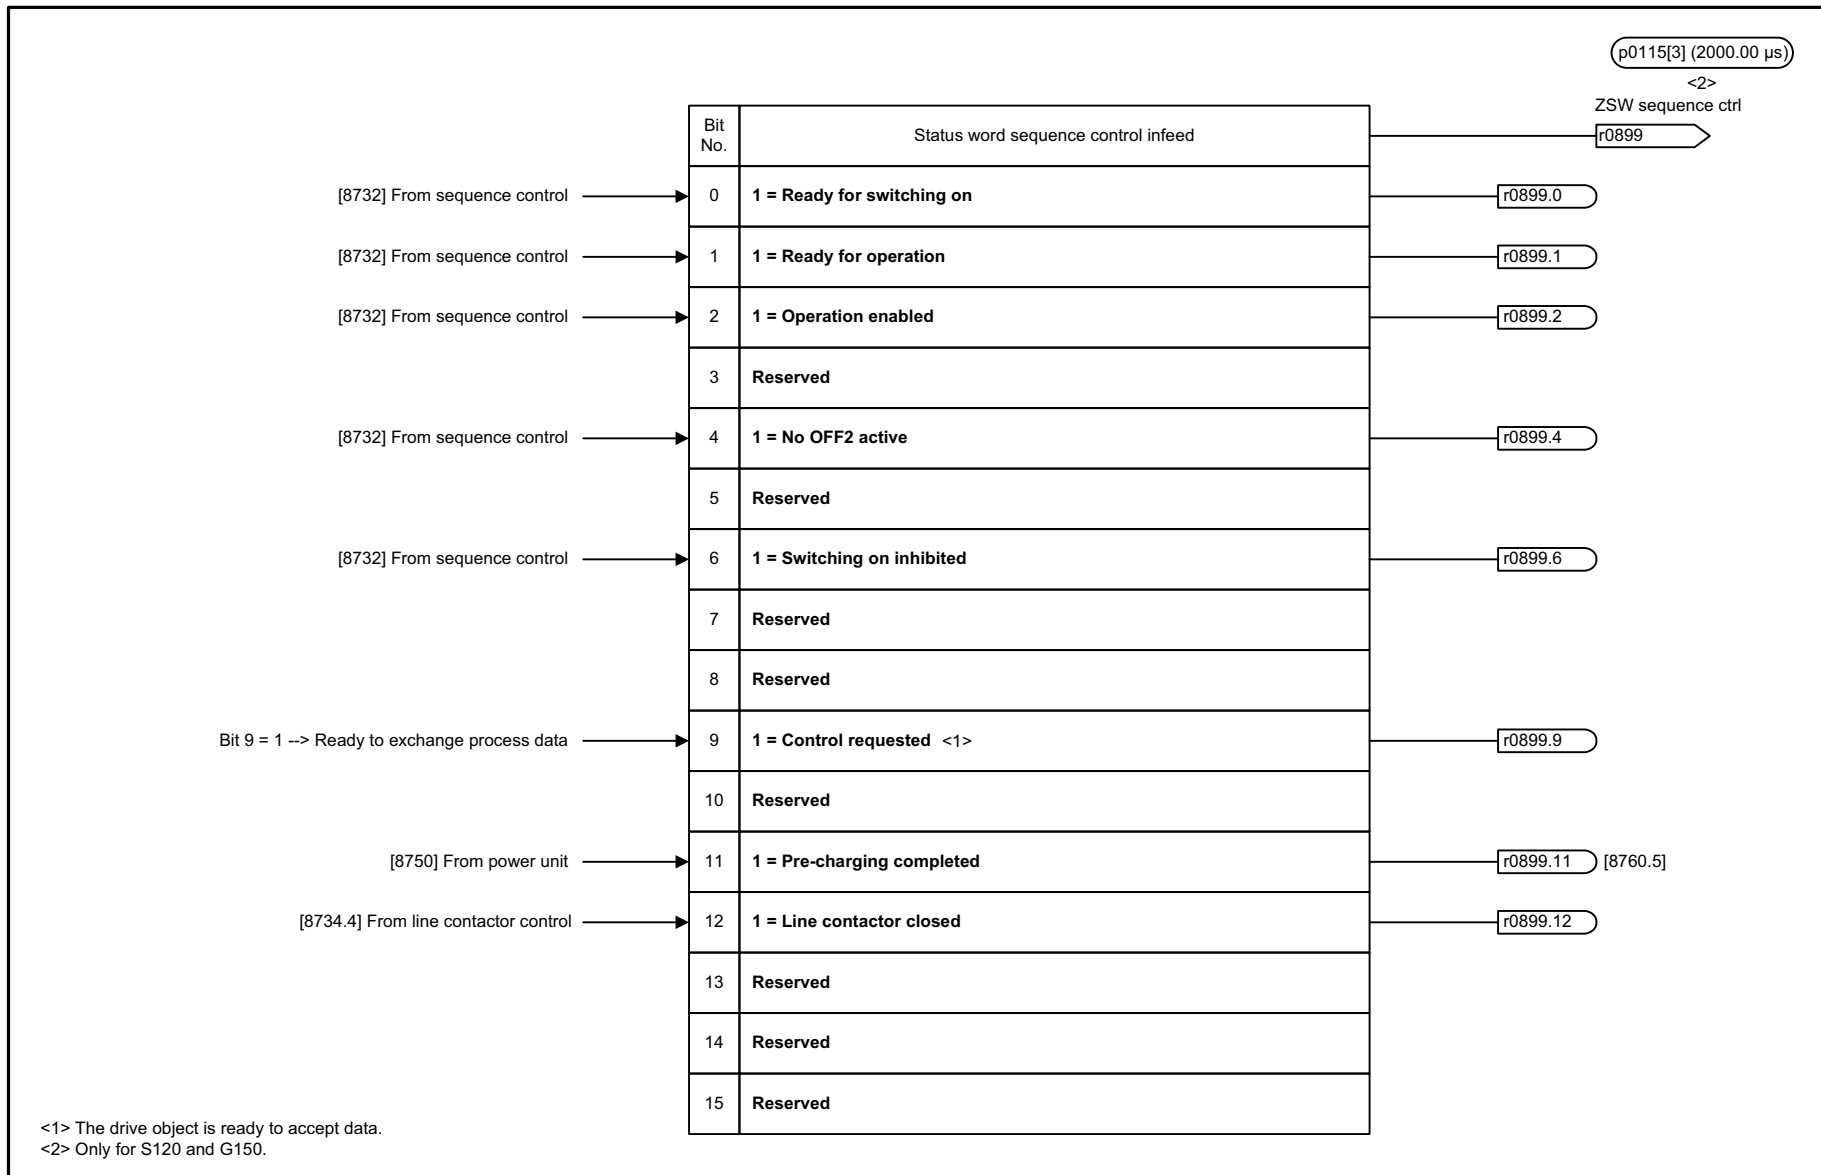 p0115[3] (2000.00 µs)
<2>
ZSW sequence ctrl
Bit No. Status word sequence control infeed r0899
[8732] From sequence control 0 1 = Ready for switching on r0899.0
[8732] From sequence control 1 1 = Ready for operation r0899.1
[8732] From sequence control 2 1 = Operation enabled r0899.2
3 Reserved
[8732] From sequence control 4 1 = No OFF2 active r0899.4
5 Reserved
[8732] From sequence control 6 1 = Switching on inhibited r0899.6
7 Reserved
8 Reserved
Bit 9 = 1 --> Ready to exchange process data 9 1 = Control requested <1> r0899.9
10 Reserved
[8750] From power unit 11 1 = Pre-charging completed r0899.11 [8760.5]
[8734.4] From line contactor control 12 1 = Line contactor closed r0899.12
13 Reserved
14 Reserved
15 Reserved
<1> The drive object is ready to accept data.
<2> Only for S120 and G150.